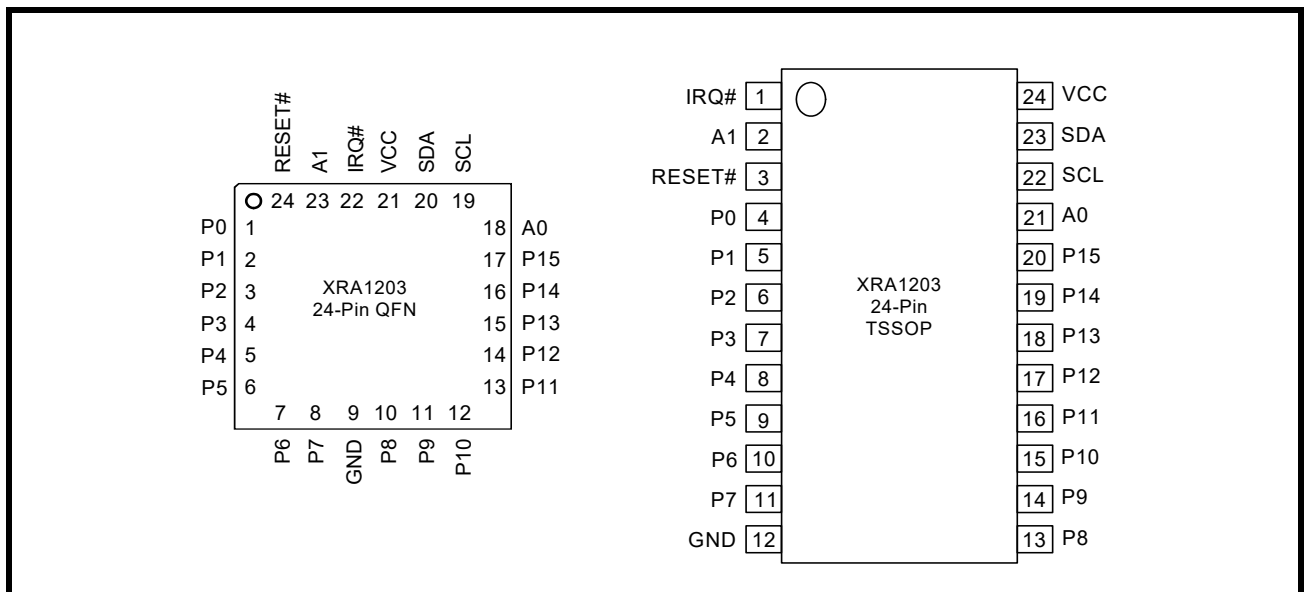 RESET#
A1
IRQ#
VCC
SDA
SCL
24 23 22 21 20 19
P0 1
P1 2
P2 3
P3 4
P4 5
P5 6
XRA1203
24-Pin QFN
18 A0
17 P15
16 P14
15 P13
14 P12
13 P11
7 8 9 10 11 12
P6
P7
GND
P8
P9
P10
IRQ# 1
A1 2
RESET# 3
P0 4
P1 5
P2 6
P3 7
P4 8
P5 9
P6 10
P7 11
GND 12
XRA1203
24-Pin
TSSOP
24 VCC
23 SDA
22 SCL
21 A0
20 P15
19 P14
18 P13
17 P12
16 P11
15 P10
14 P9
13 P8